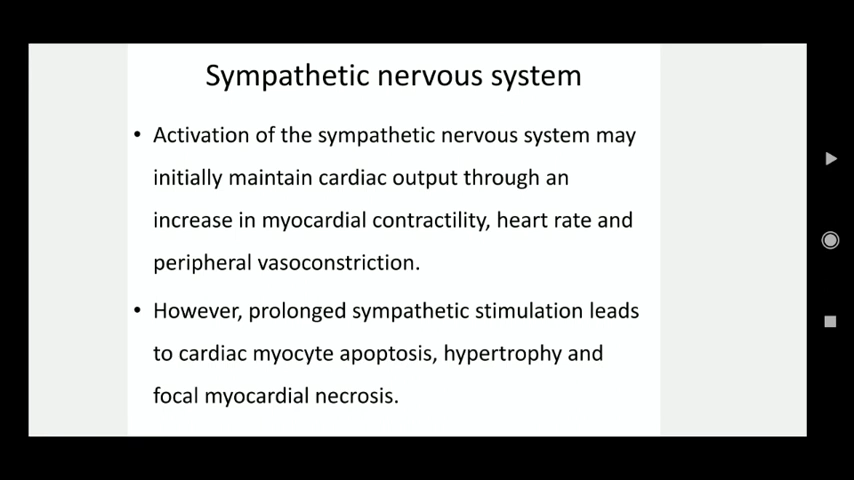 Sympathetic nervous system
• Activation of the sympathetic nervous system may
initially maintain cardiac output through an
increase in myocardial contractility, heart rate and
peripheral vasoconstriction.
• However, prolonged sympathetic stimulation leads
to cardiac myocyte apoptosis, hypertrophy and
focal myocardial necrosis.